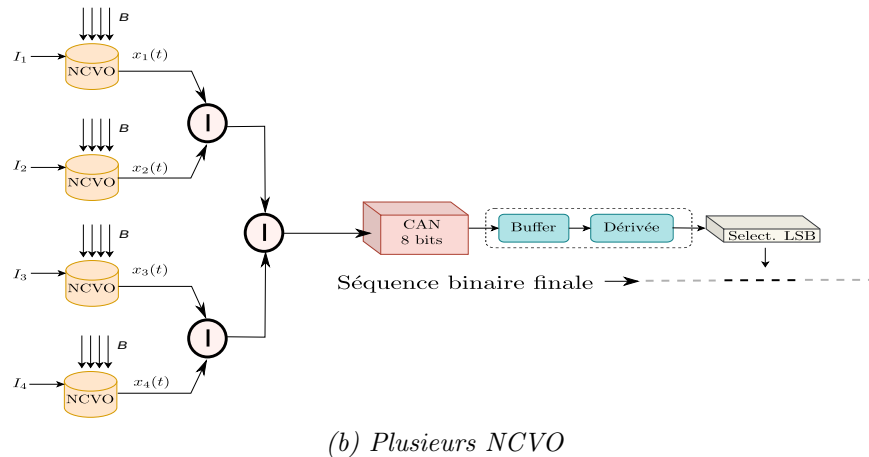 B
I₁
NCVO
x₁(t)
I
B
I₂
NCVO
x₂(t)
I
B
I₃
NCVO
x₃(t)
I
B
I₄
NCVO
x₄(t)
CAN
8 bits
Buffer
Dérivée
Select. LSB
Séquence binaire finale
(b) Plusieurs NCVO